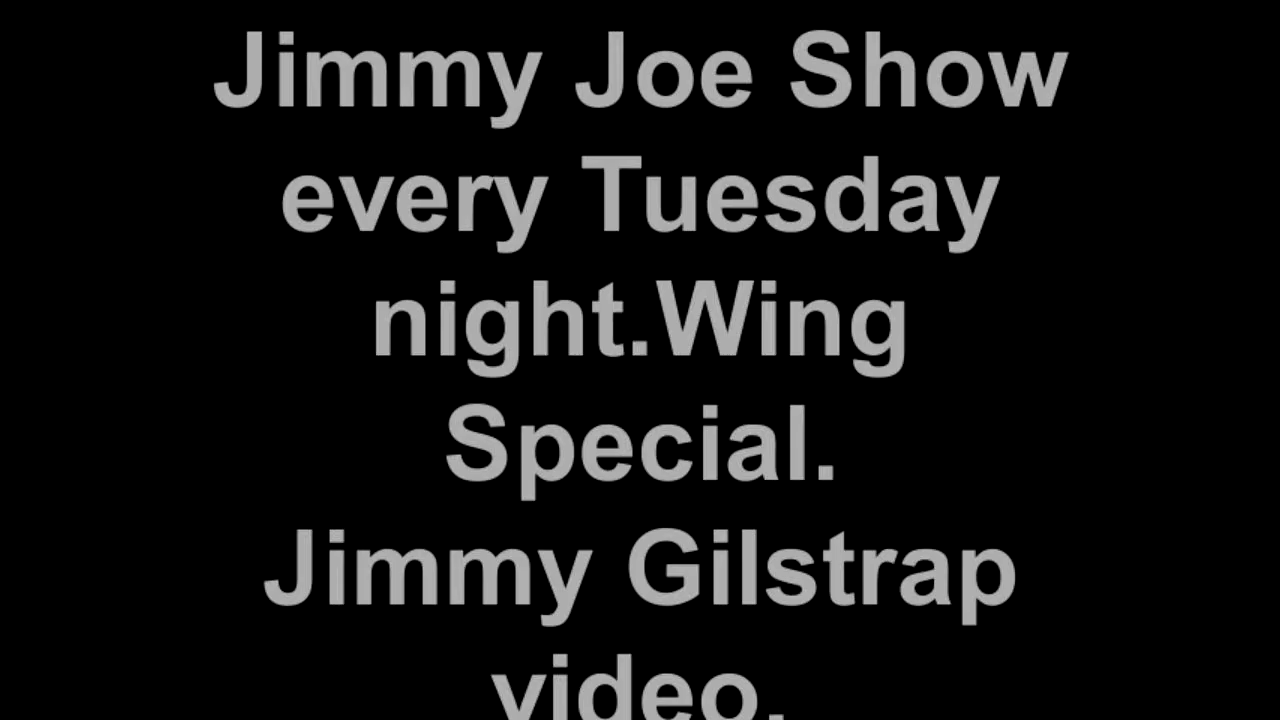 Jimmy Joe Show
every Tuesday
night.Wing
Special.
Jimmy Gilstrap
video.